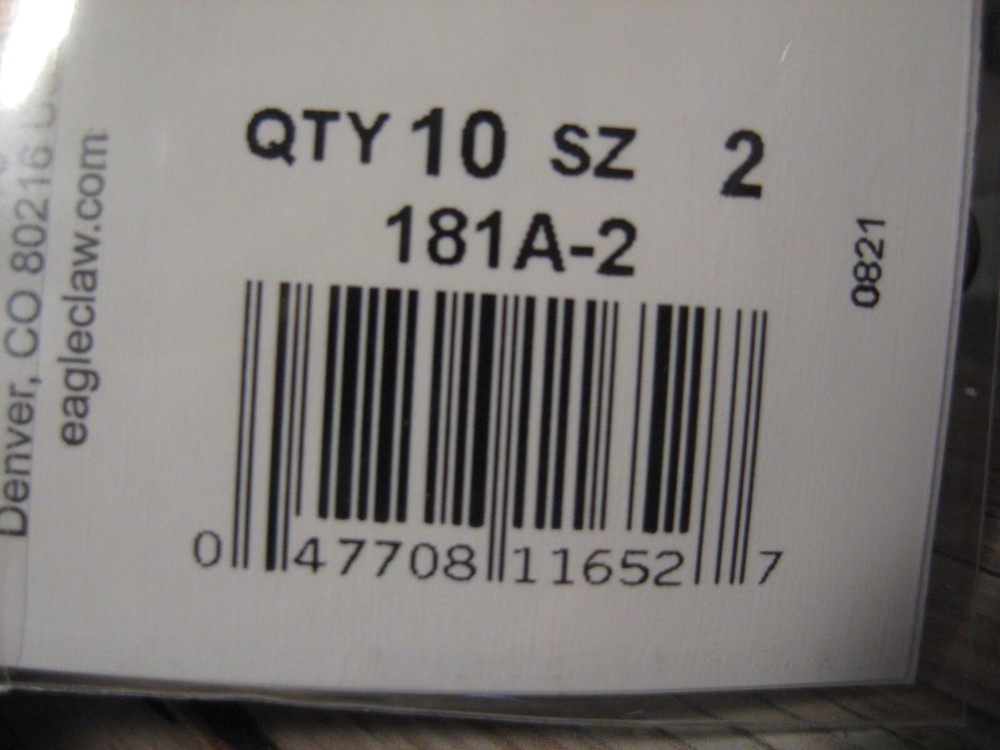 QTY 10 SZ 2
181A-2
0 47708 11652 7
0821
Denver, CO 80216
eagleclaw.com